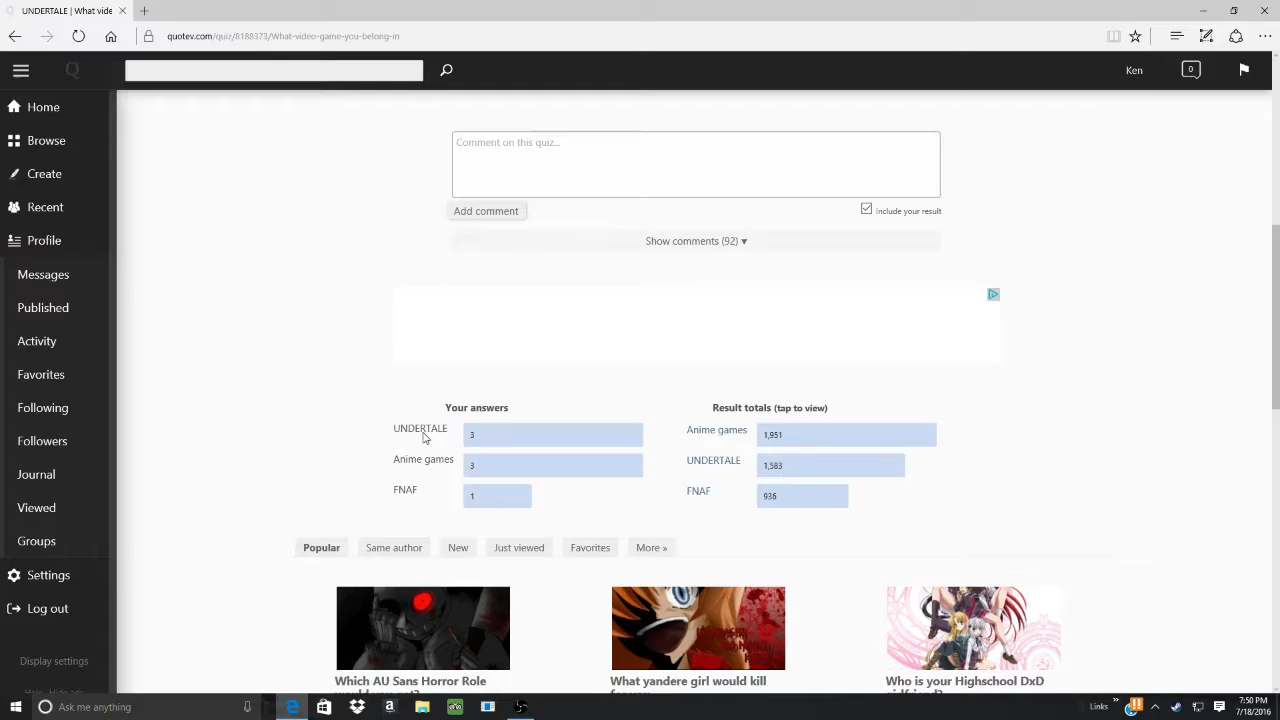 UNDERTALE | What vide
quotev.com/quiz/8188373/What-video-game-you-belong-in
Q
Ken
0
Home
Browse
Create
Recent
Profile
Messages
Published
Activity
Favorites
Following
Followers
Journal
Viewed
Groups
Settings
Log out
Display settings
Help · Hide ads
Comment on this quiz...
Add comment
Include your result
Show comments (92) ▼
Your answers
UNDERTALE 3
Anime games 3
FNAF 1
Result totals (tap to view)
Anime games 1,951
UNDERTALE 1,583
FNAF 936
Popular Same author New Just viewed Favorites More »
Which AU Sans Horror Role
What yandere girl would kill
Who is your Highschool DxD
Ask me anything
Links »
7:50 PM
7/18/2016